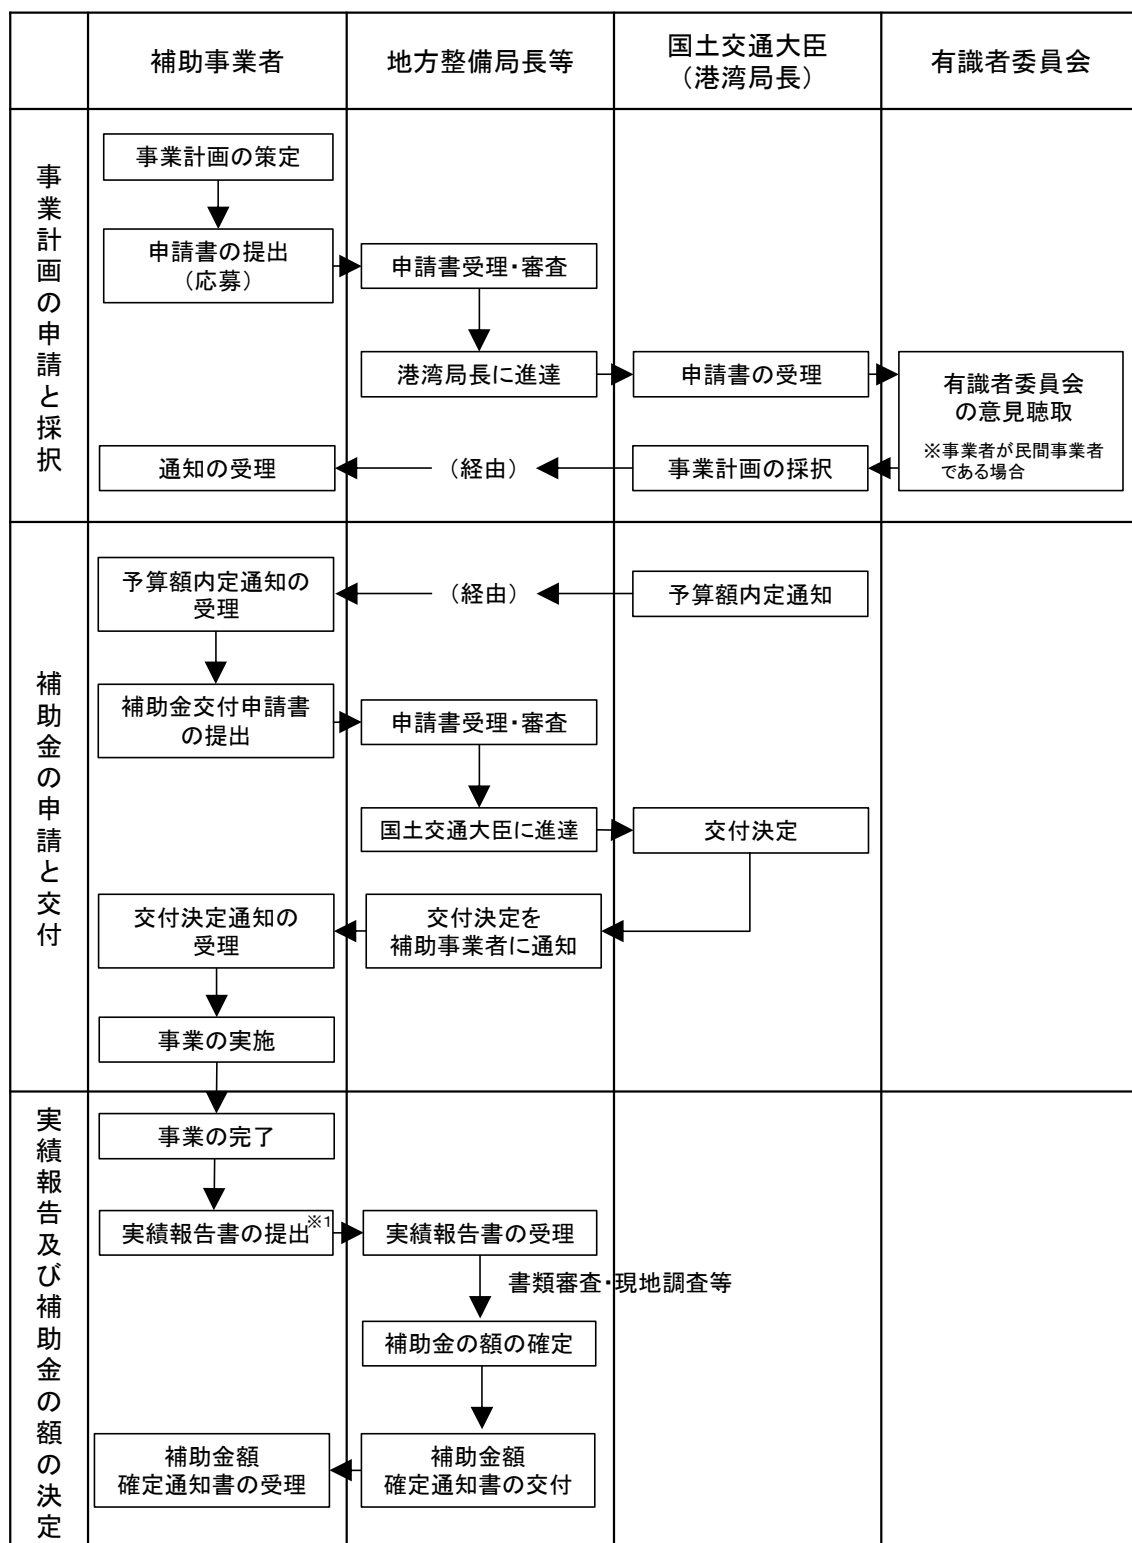 補助事業者
地方整備局長等
国土交通大臣
（港湾局長）
有識者委員会
事業計画の申請と採択
事業計画の策定
申請書の提出
（応募）
申請書受理・審査
港湾局長に進達
申請書の受理
有識者委員会
の意見聴取
※事業者が民間事業者
である場合
通知の受理
（経由）
事業計画の採択
補助金の申請と交付
予算額内定通知の
受理
（経由）
予算額内定通知
補助金交付申請書
の提出
申請書受理・審査
国土交通大臣に進達
交付決定
交付決定通知の
受理
交付決定を
補助事業者に通知
事業の実施
実績報告及び補助金の額の決定
事業の完了
実績報告書の提出※1
実績報告書の受理
書類審査・現地調査等
補助金の額の確定
補助金額
確定通知書の受理
補助金額
確定通知書の交付